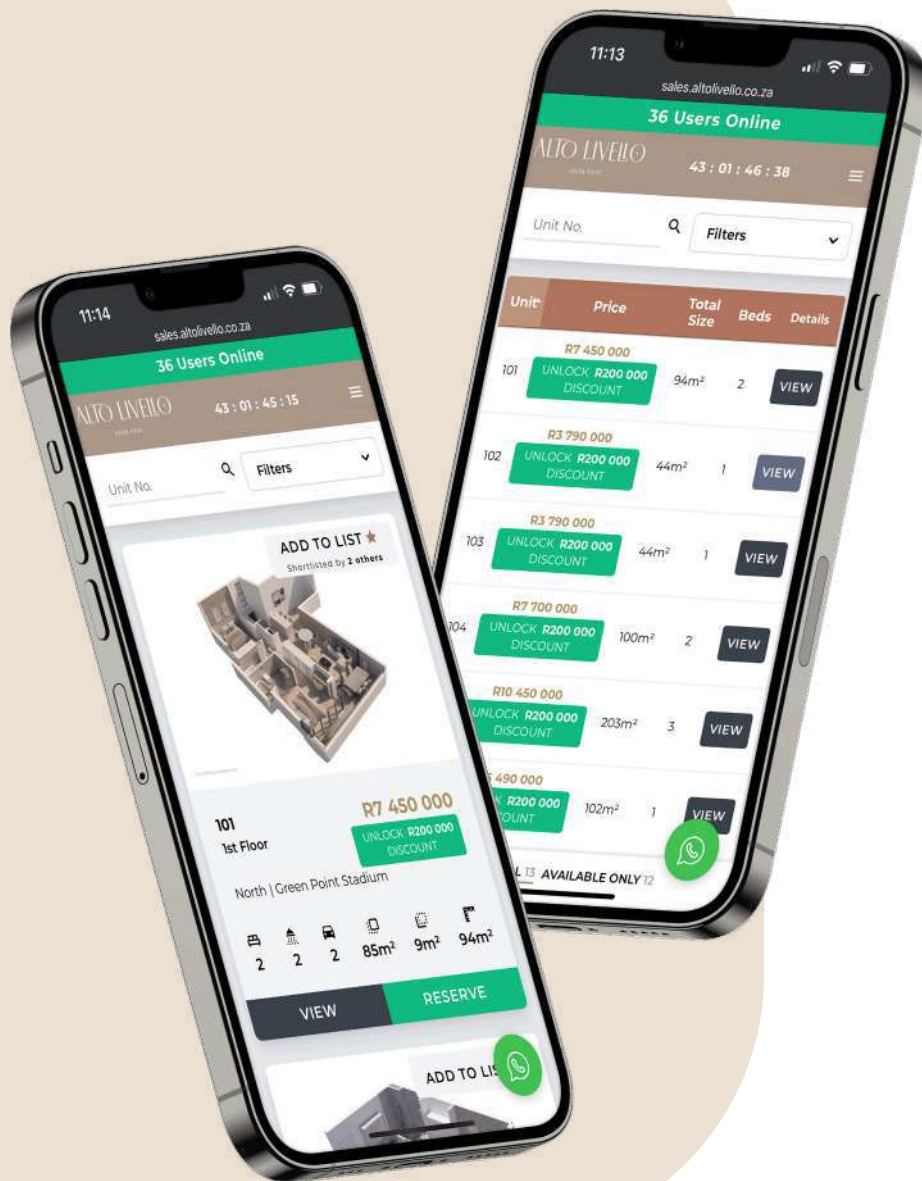 11:13
sales.altolivello.co.za
36 Users Online
ALTO LIVELLO
43 : 01 : 46 : 38
Unit No.
Filters
Unit Price Total Size Beds Details
R7 450 000
101 UNLOCK R200 000 DISCOUNT 94m² 2 VIEW
R3 790 000
102 UNLOCK R200 000 DISCOUNT 44m² 1 VIEW
R3 790 000
103 UNLOCK R200 000 DISCOUNT 44m² 1 VIEW
R7 700 000
104 UNLOCK R200 000 DISCOUNT 100m² 2 VIEW
R10 450 000
UNLOCK R200 000 DISCOUNT 203m² 3 VIEW
490 000
R200 000 102m² 1 VIEW
13 AVAILABLE ONLY 12
11:14
sales.altolivello.co.za
36 Users Online
ALTO LIVELLO
43 : 01 : 45 : 15
Unit No.
Filters
ADD TO LIST
Shortlisted by 2 others
101
1st Floor
R7 450 000
UNLOCK R200 000
DISCOUNT
North | Green Point Stadium
2 2 2 85m² 9m² 94m²
VIEW RESERVE
ADD TO